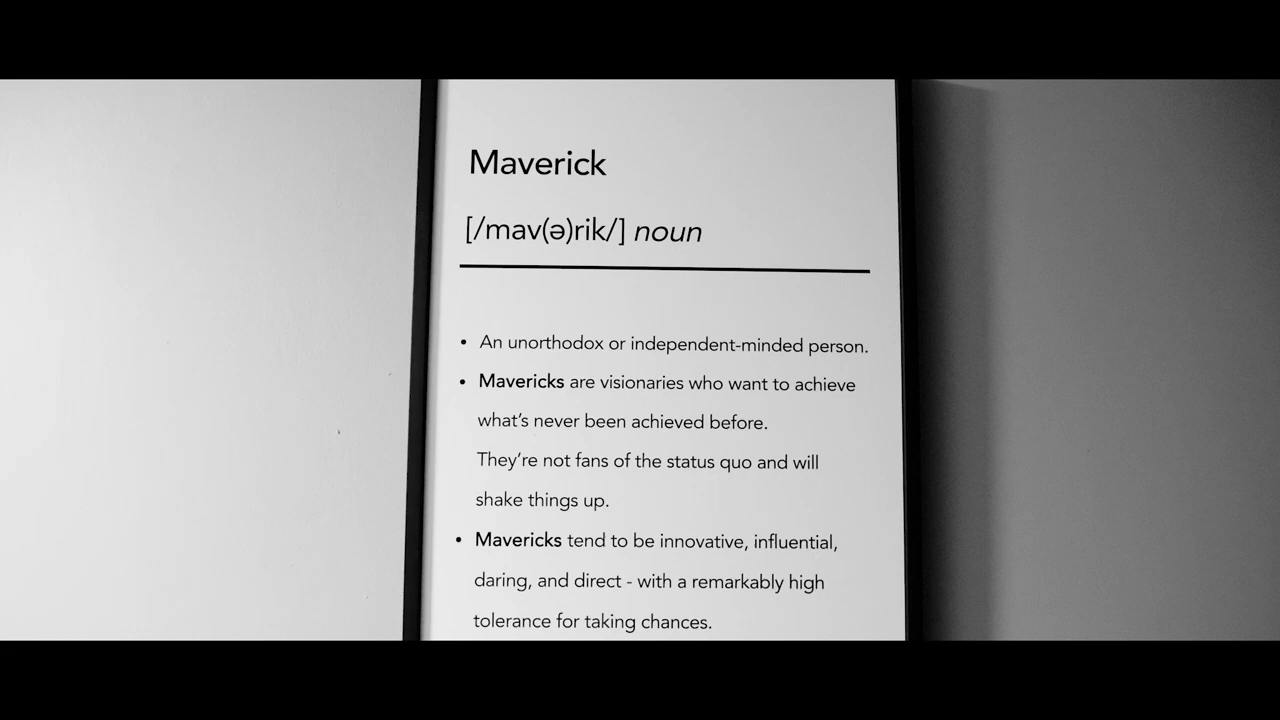 Maverick
[/mav(ə)rik/] noun
• An unorthodox or independent-minded person.
• Mavericks are visionaries who want to achieve
what's never been achieved before.
They're not fans of the status quo and will
shake things up.
• Mavericks tend to be innovative, influential,
daring, and direct - with a remarkably high
tolerance for taking chances.